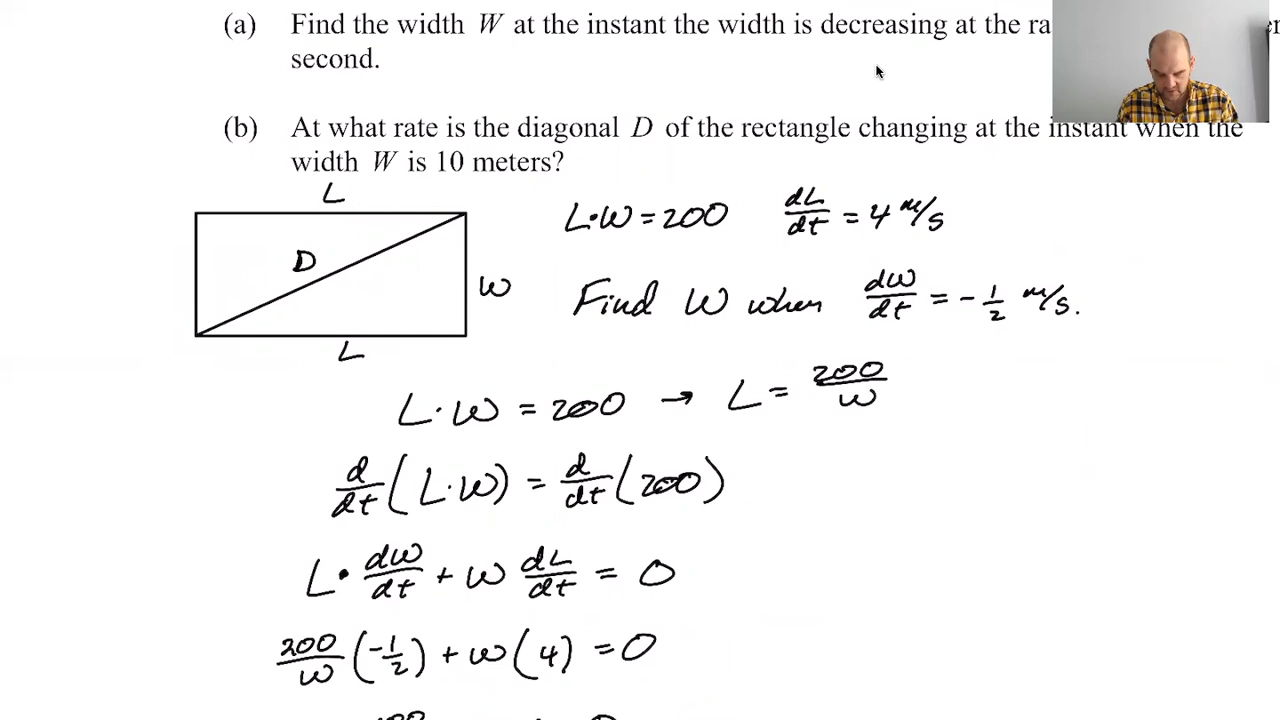 (a) Find the width W at the instant the width is decreasing at the
second.
(b) At what rate is the diagonal D of the rectangle changing at the instant when the
width W is 10 meters?
L
L·W = 200 dL/dt = 4 m/s
D
W
Find W when dW/dt = -1/2 m/s.
L
L·W = 200 → L = 200/W
d/dt (L·W) = d/dt (200)
L· dW/dt + W dL/dt = 0
200/W (-1/2) + W (4) = 0